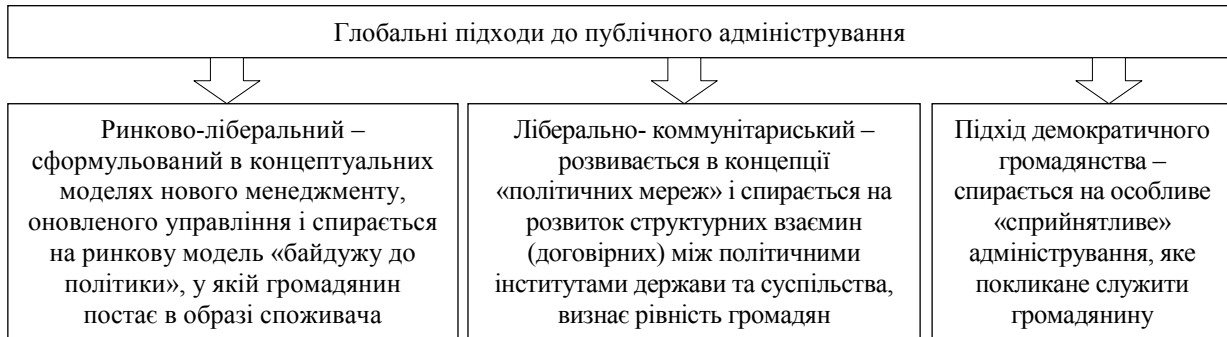 Глобальні підходи до публічного адміністрування
Ринково-ліберальний –
сформульований в концептуальних
моделях нового менеджменту,
оновленого управління і спирається
на ринкову модель «байдужу до
політики», у якій громадянин
постає в образі споживача
Ліберально- коммунітариський –
розвивається в концепції
«політичних мереж» і спирається на
розвиток структурних взаємин
(договірних) між політичними
інститутами держави та суспільства,
визнає рівність громадян
Підхід демократичного
громадянства –
спирається на особливе
«сприйнятливе»
адміністрування, яке
покликане служити
громадянину